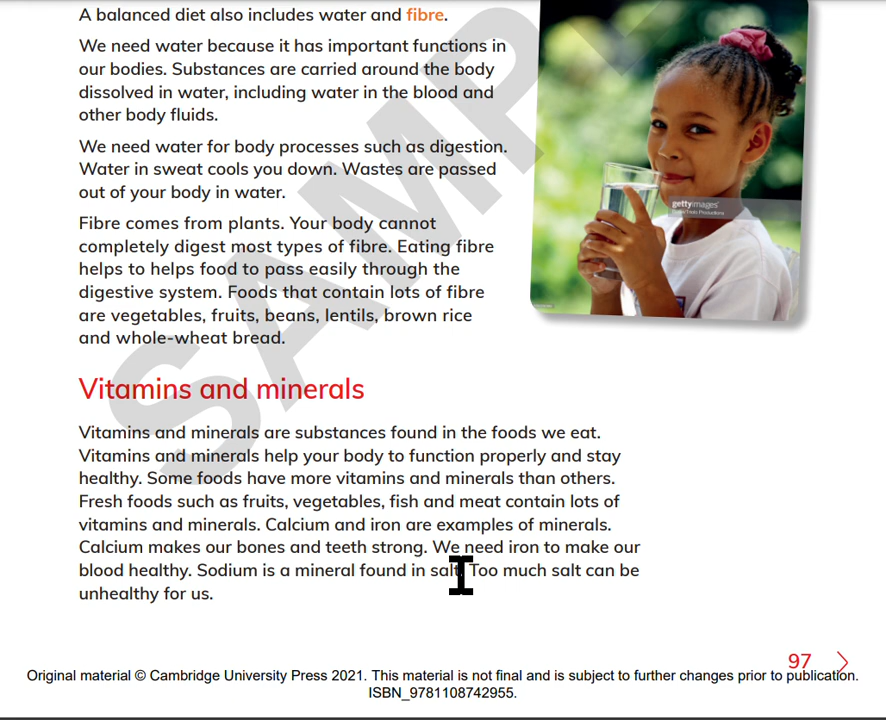 A balanced diet also includes water and fibre.
We need water because it has important functions in
our bodies. Substances are carried around the body
dissolved in water, including water in the blood and
other body fluids.
We need water for body processes such as digestion.
Water in sweat cools you down. Wastes are passed
out of your body in water.
Fibre comes from plants. Your body cannot
completely digest most types of fibre. Eating fibre
helps to helps food to pass easily through the
digestive system. Foods that contain lots of fibre
are vegetables, fruits, beans, lentils, brown rice
and whole-wheat bread.
gettyimages
Vitamins and minerals
Vitamins and minerals are substances found in the foods we eat.
Vitamins and minerals help your body to function properly and stay
healthy. Some foods have more vitamins and minerals than others.
Fresh foods such as fruits, vegetables, fish and meat contain lots of
vitamins and minerals. Calcium and iron are examples of minerals.
Calcium makes our bones and teeth strong. We need iron to make our
blood healthy. Sodium is a mineral found in salt. Too much salt can be
unhealthy for us.
97
Original material © Cambridge University Press 2021. This material is not final and is subject to further changes prior to publication.
ISBN_9781108742955.